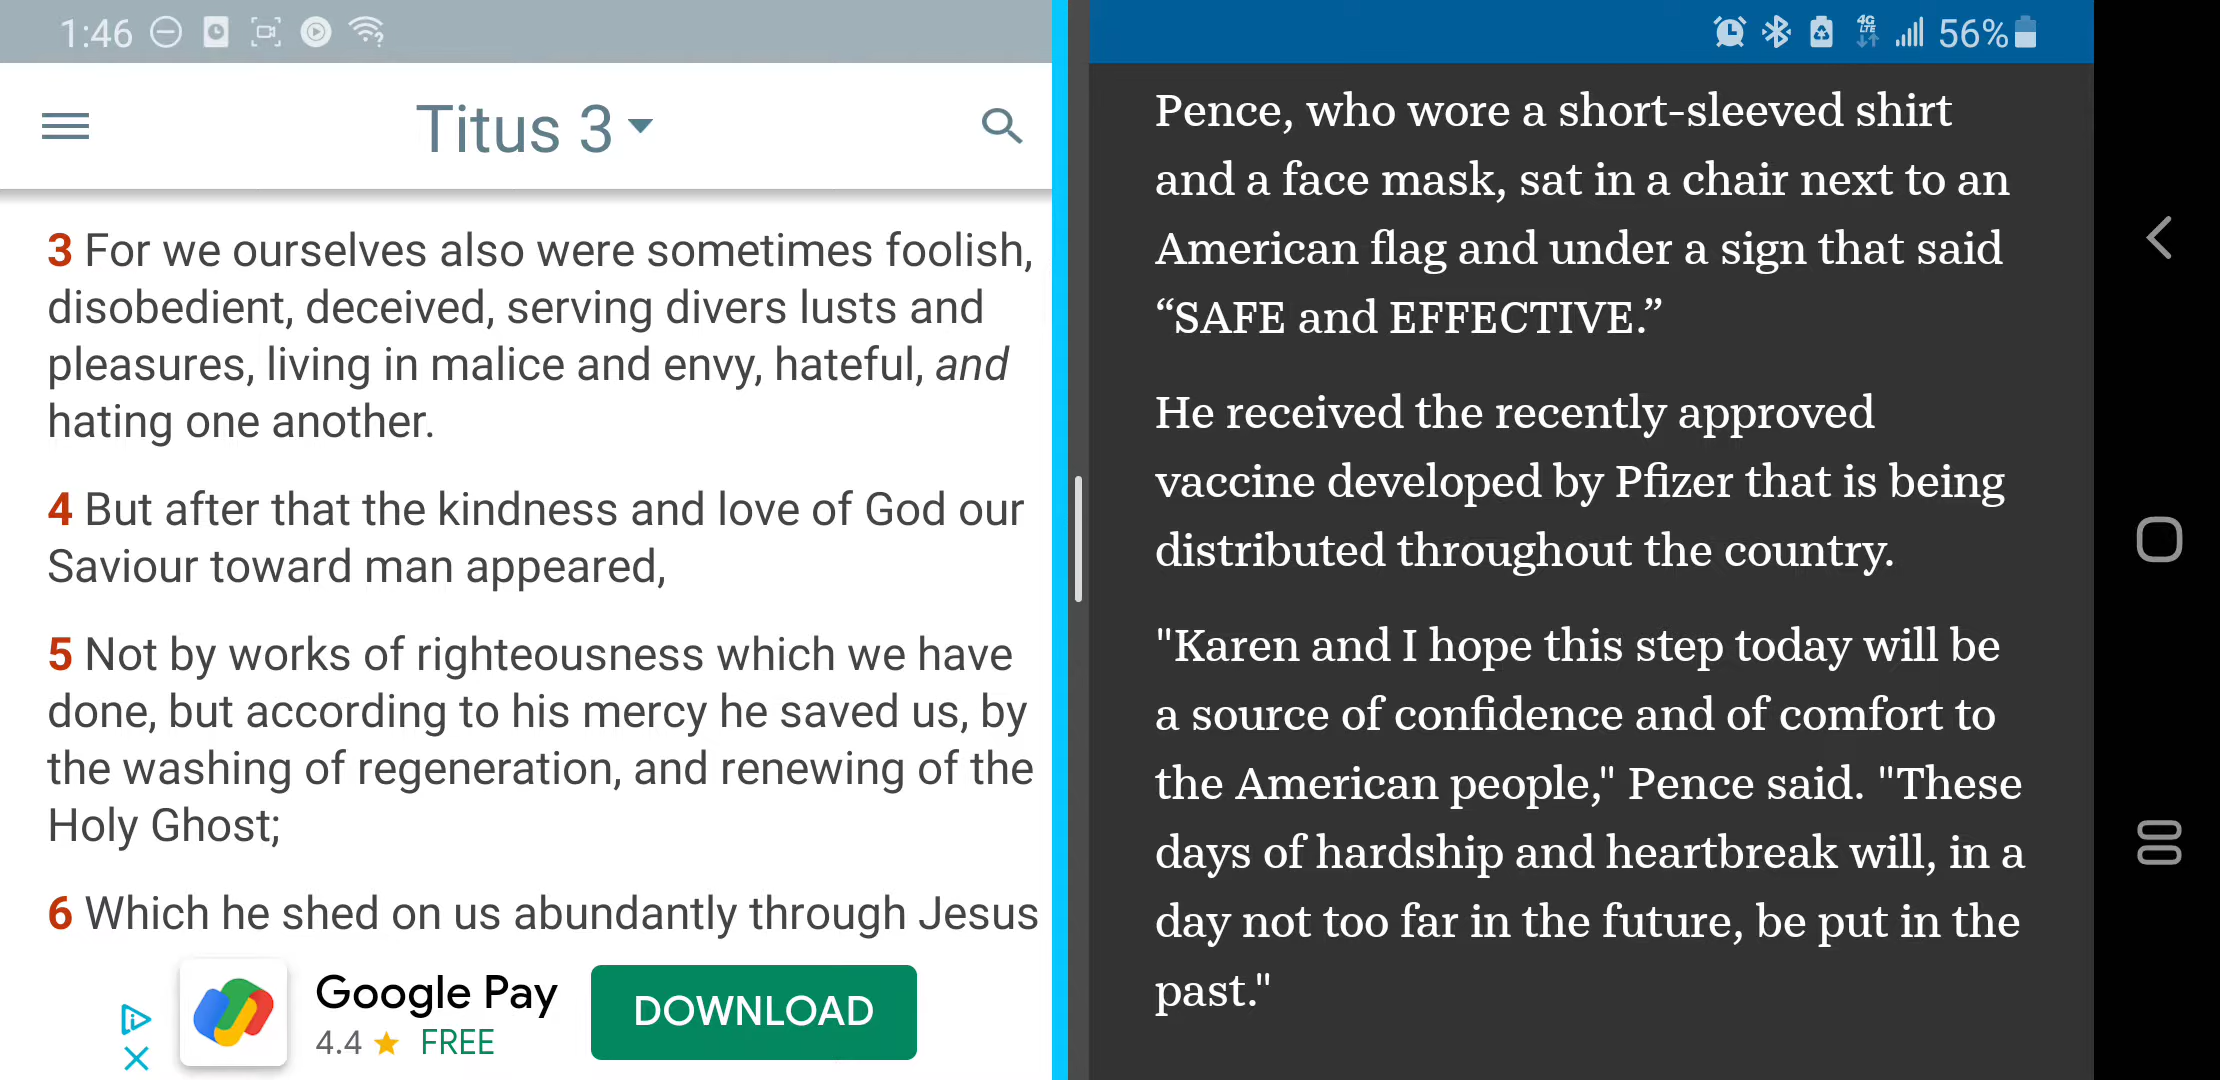 1:46
4G
LTE
56%
Titus 3
3 For we ourselves also were sometimes foolish,
disobedient, deceived, serving divers lusts and
pleasures, living in malice and envy, hateful, and
hating one another.
4 But after that the kindness and love of God our
Saviour toward man appeared,
5 Not by works of righteousness which we have
done, but according to his mercy he saved us, by
the washing of regeneration, and renewing of the
Holy Ghost;
6 Which he shed on us abundantly through Jesus
Google Pay
4.4 ★ FREE
DOWNLOAD
Pence, who wore a short-sleeved shirt
and a face mask, sat in a chair next to an
American flag and under a sign that said
“SAFE and EFFECTIVE.”
He received the recently approved
vaccine developed by Pfizer that is being
distributed throughout the country.
"Karen and I hope this step today will be
a source of confidence and of comfort to
the American people," Pence said. "These
days of hardship and heartbreak will, in a
day not too far in the future, be put in the
past."